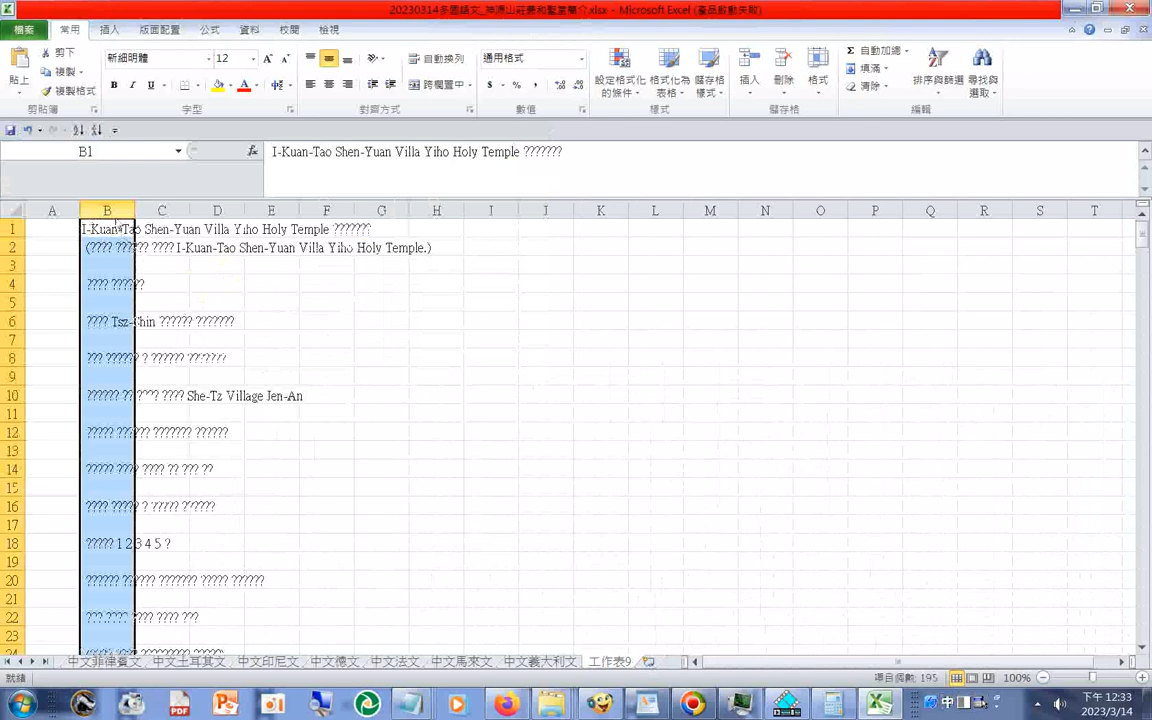 20230314多國語文_神源山莊壽和聖堂簡介.xlsx - Microsoft Excel (產品啟動失敗)
檔案 常用 插入 版面配置 公式 資料 校閱 檢視
剪下 新細明體 12 自動換列 通用格式 自動加總
貼上 複製 B I U 跨欄置中 $ % , 設定格式化的條件 格式化為表格 儲存格樣式 插入 刪除 格式 填滿 排序與篩選 尋找與選取
複製格式 清除
剪貼簿 字型 對齊方式 數值 樣式 儲存格 編輯
B1 fx I-Kuan-Tao Shen-Yuan Villa Yiho Holy Temple ???????
A B C D E F G H I J K L M N O P Q R S T
1 I-Kuan-Tao Shen-Yuan Villa Yiho Holy Temple ???????
2 (???? ?????? ???? I-Kuan-Tao Shen-Yuan Villa Yiho Holy Temple.)
3
4 ???? ??????
5
6 ???? Tsz-Chin ?????? ???????
7
8 ??? ?????? ? ?????? ???????
9
10 ?????? ?? ???? ???? She-Tz Village Jen-An
11
12 ????? ?????? ??????? ??????
13
14 ????? ???? ???? ?? ??? ??
15
16 ???? ????? ? ????? ??????
17
18 ????? 1 2 3 4 5 ?
19
20 ?????? ?????? ??????? ????? ??????
21
22 ???.???? ???? ???? ???
23
24
中文菲律賓文 中文土耳其文 中文印尼文 中文德文 中文法文 中文馬來文 中文義大利文 工作表9
就緒 項目個數: 195 100%
中 下午 12:33
2023/3/14